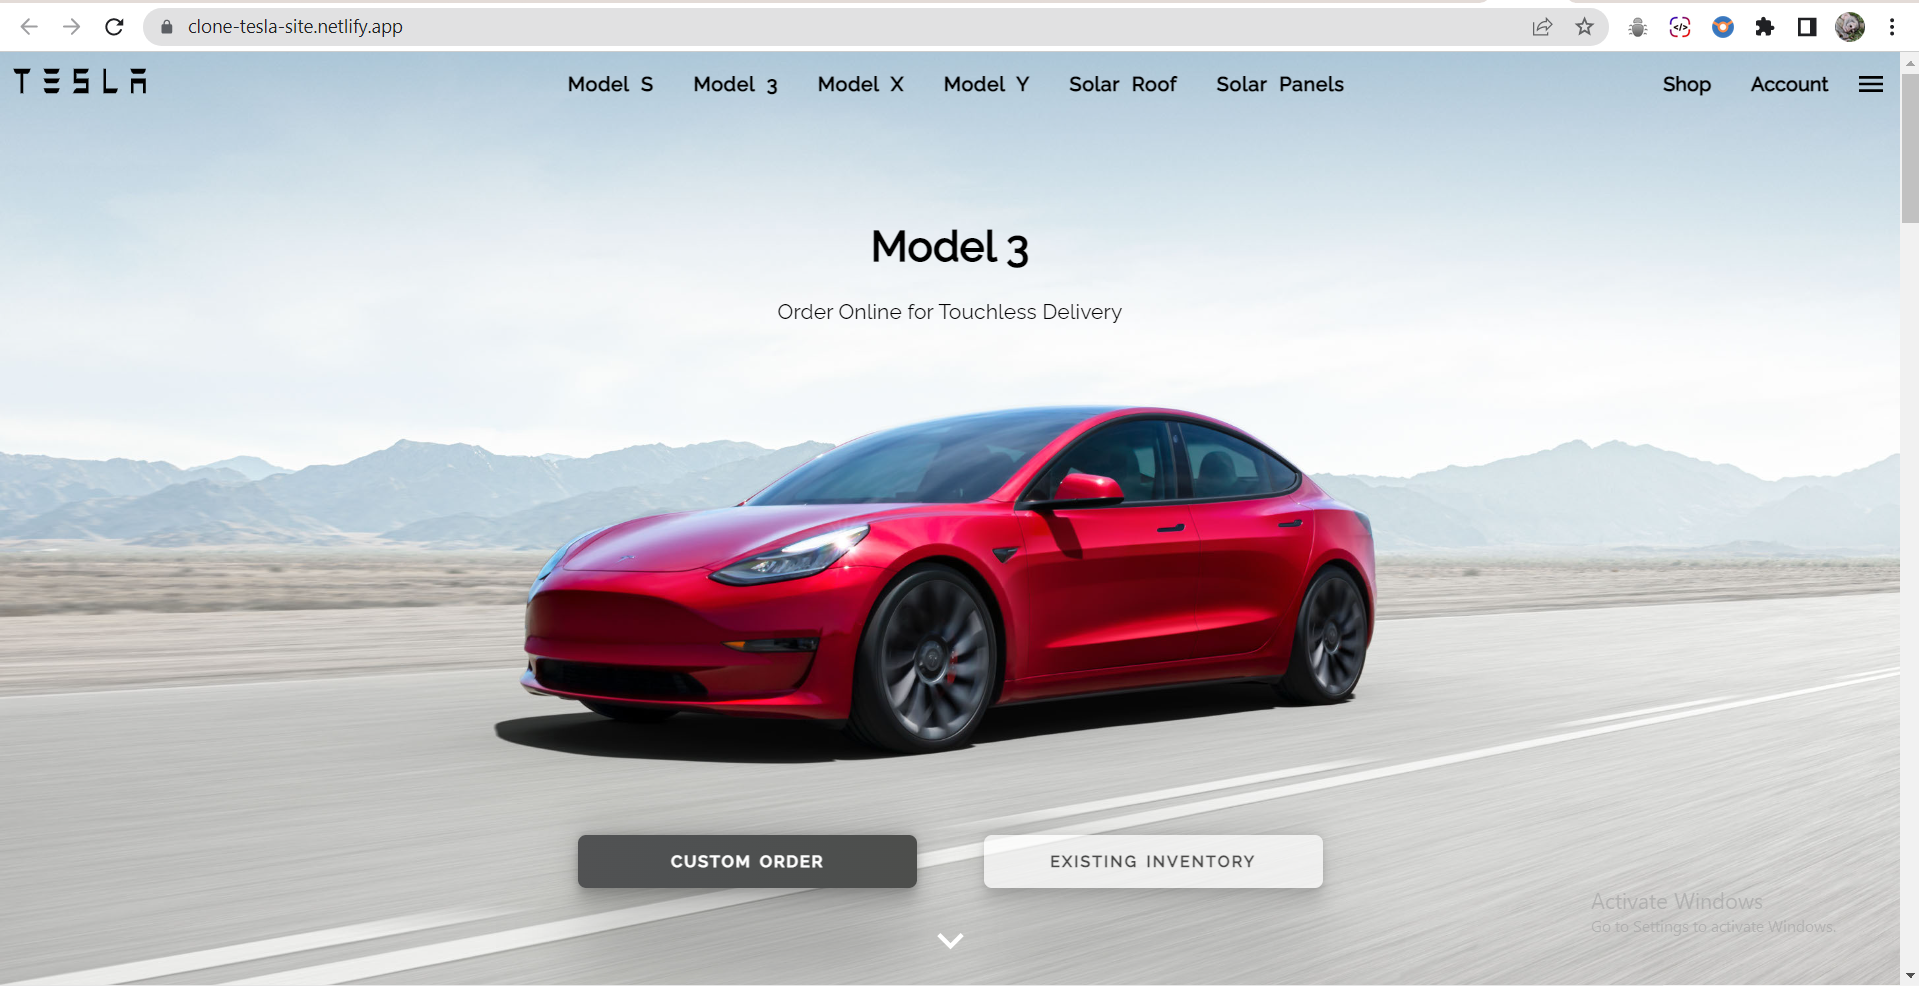 clone-tesla-site.netlify.app
TESLA
Model S Model 3 Model X Model Y Solar Roof Solar Panels Shop Account
Model 3
Order Online for Touchless Delivery
CUSTOM ORDER EXISTING INVENTORY
Activate Windows
Go to Settings to activate Windows.